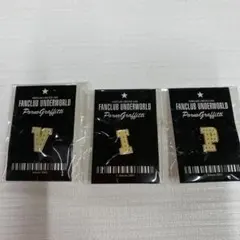 FANCLUB UNDERWORLD
PornoGraffitti
V
FANCLUB UNDERWORLD
PornoGraffitti
I
FANCLUB UNDERWORLD
PornoGraffitti
P